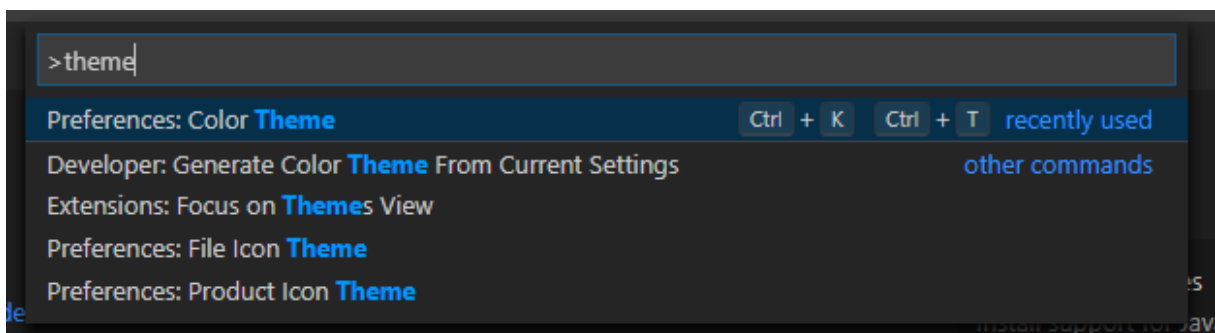 >theme
Preferences: Color Theme Ctrl + K Ctrl + T recently used
Developer: Generate Color Theme From Current Settings other commands
Extensions: Focus on Themes View
Preferences: File Icon Theme
Preferences: Product Icon Theme